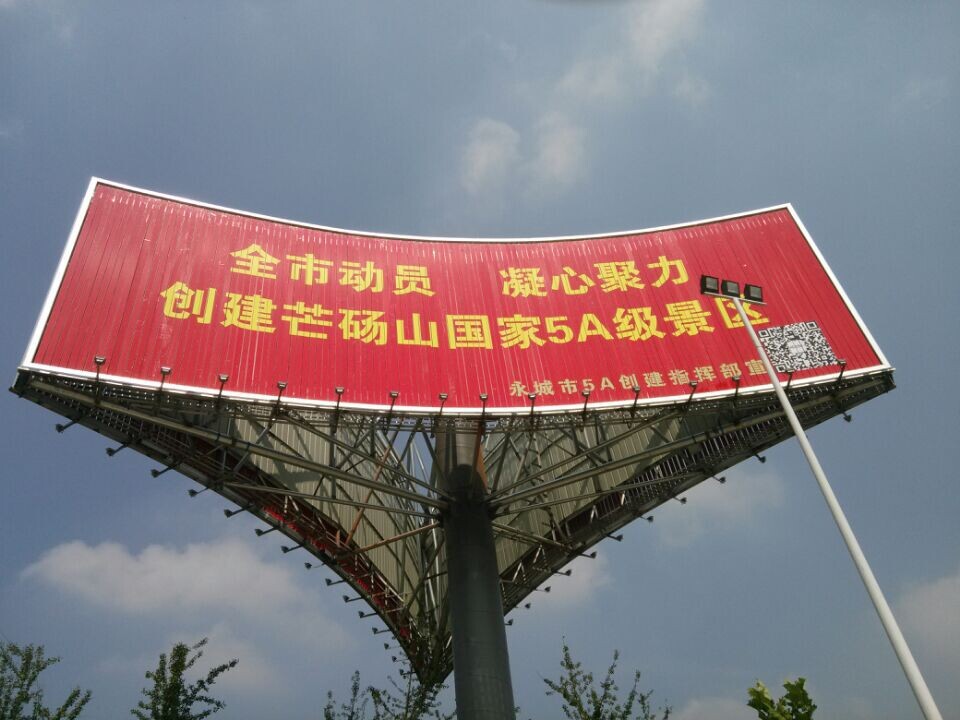 全市动员 凝心聚力
创建芒砀山国家5A级景区
永城市5A创建指挥部宣